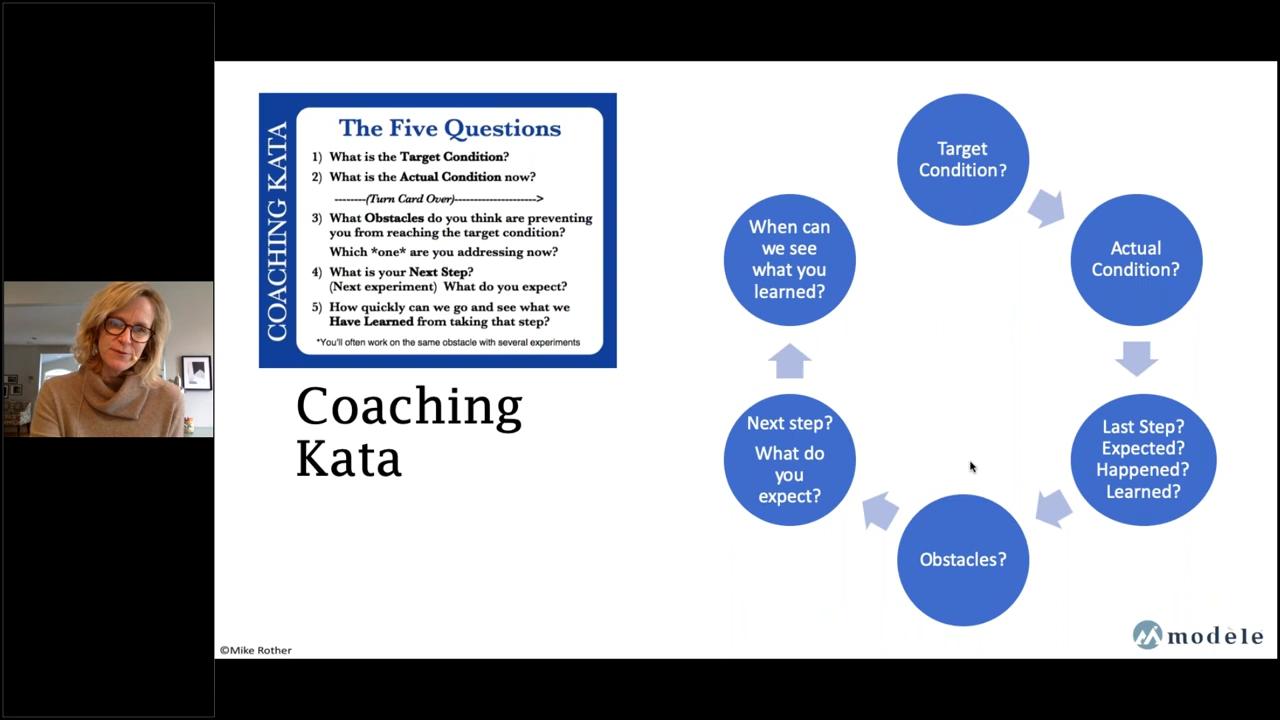 COACHING KATA
The Five Questions
1) What is the Target Condition?
2) What is the Actual Condition now?
--------(Turn Card Over)--------------------->
3) What Obstacles do you think are preventing
you from reaching the target condition?
Which *one* are you addressing now?
4) What is your Next Step?
(Next experiment) What do you expect?
5) How quickly can we go and see what we
Have Learned from taking that step?
*You'll often work on the same obstacle with several experiments
Coaching
Kata
Target
Condition?
Actual
Condition?
Last Step?
Expected?
Happened?
Learned?
Obstacles?
Next step?
What do
you
expect?
When can
we see
what you
learned?
©Mike Rother
modèle